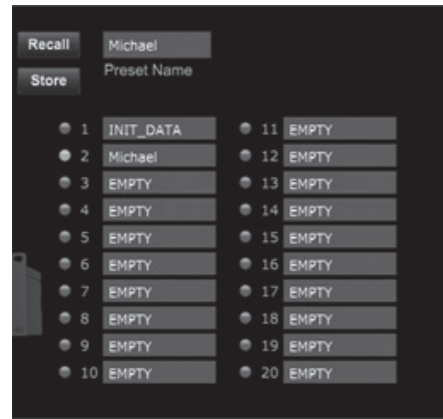 Recall
Michael
Preset Name
Store
1 INIT_DATA
2 Michael
3 EMPTY
4 EMPTY
5 EMPTY
6 EMPTY
7 EMPTY
8 EMPTY
9 EMPTY
10 EMPTY
11 EMPTY
12 EMPTY
13 EMPTY
14 EMPTY
15 EMPTY
16 EMPTY
17 EMPTY
18 EMPTY
19 EMPTY
20 EMPTY